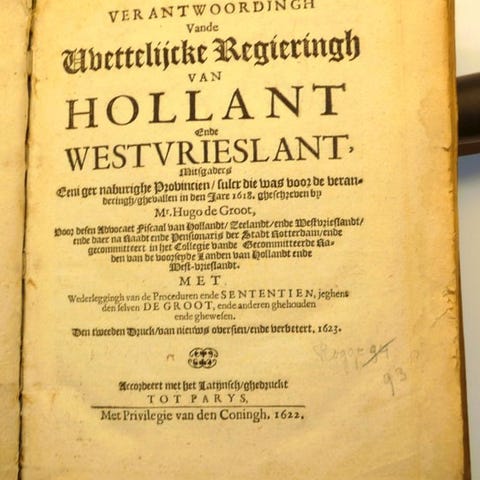 VERANTWOORDINGH
Vande
Wettelijcke Regieringh
VAN
HOLLANT
Ende
WESTVRIESLANT,
Mitsgaders
Eeniger naburighe Provincien/ sulcx die was voor de veran-
deringh/ghevallen in den Jare 1618. gheschreven by
Mr. Hugo de Groot,
Voor desen Advocaet Fiscaal van Hollandt/ Zeelandt/ende Westvrieslandt/
ende daer na Raadt ende Pensionaris der Stadt Rotterdam/ende
gecommitteert in het Collegie vande Gecommitteerde Ra-
den van de voorseyde Landen van Hollandt ende
West-vrieslandt.
MET
Wederleggingh van de Proceduren ende SENTENTIEN, jeghens
den selven DE GROOT, ende anderen ghehouden
ende ghewesen.
Den tweeden Druck/van nieuws oversien/ende verbetert, 1623.
Accordeert met het Latijnsch/ghedruckt
TOT PARYS,
Met Privilegie van den Coningh. 1622.
93